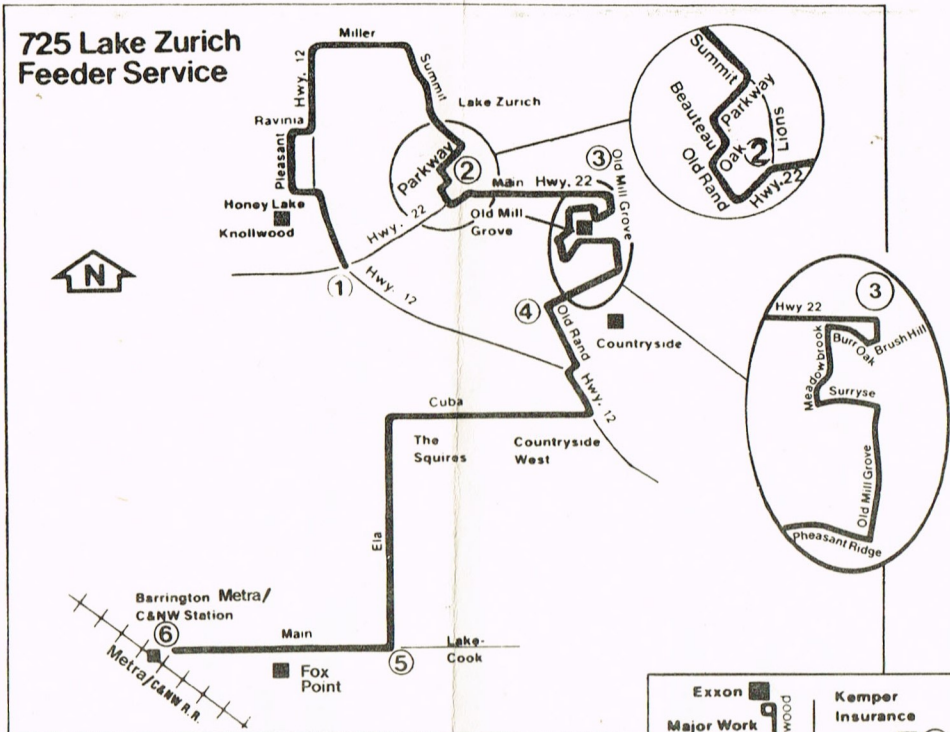 725 Lake Zurich
Feeder Service
Miller
Hwy. 12
Summit
Ravinia
Pleasant
Lake Zurich
Parkway
2
3
Old Mill Grove
Main
Hwy. 22
Honey Lake
Knollwood
Hwy. 22
Old Mill
Grove
N
1
Hwy. 12
4
Old Rand
Countryside
Hwy. 12
Cuba
The
Squires
Countryside
West
Ela
Barrington Metra/
C&NW Station
6
Main
5
Lake-
Cook
Fox
Point
Metra/C&NW R.R.
Summit
Parkway
Beauteau
Oak
2
Lions
Old Rand
Hwy.22
3
Hwy 22
Brush Hill
Burr Oak
Meadowbrook
Surryse
Old Mill Grove
Pheasant Ridge
Exxon
Major Work
wood
Kemper
Insurance